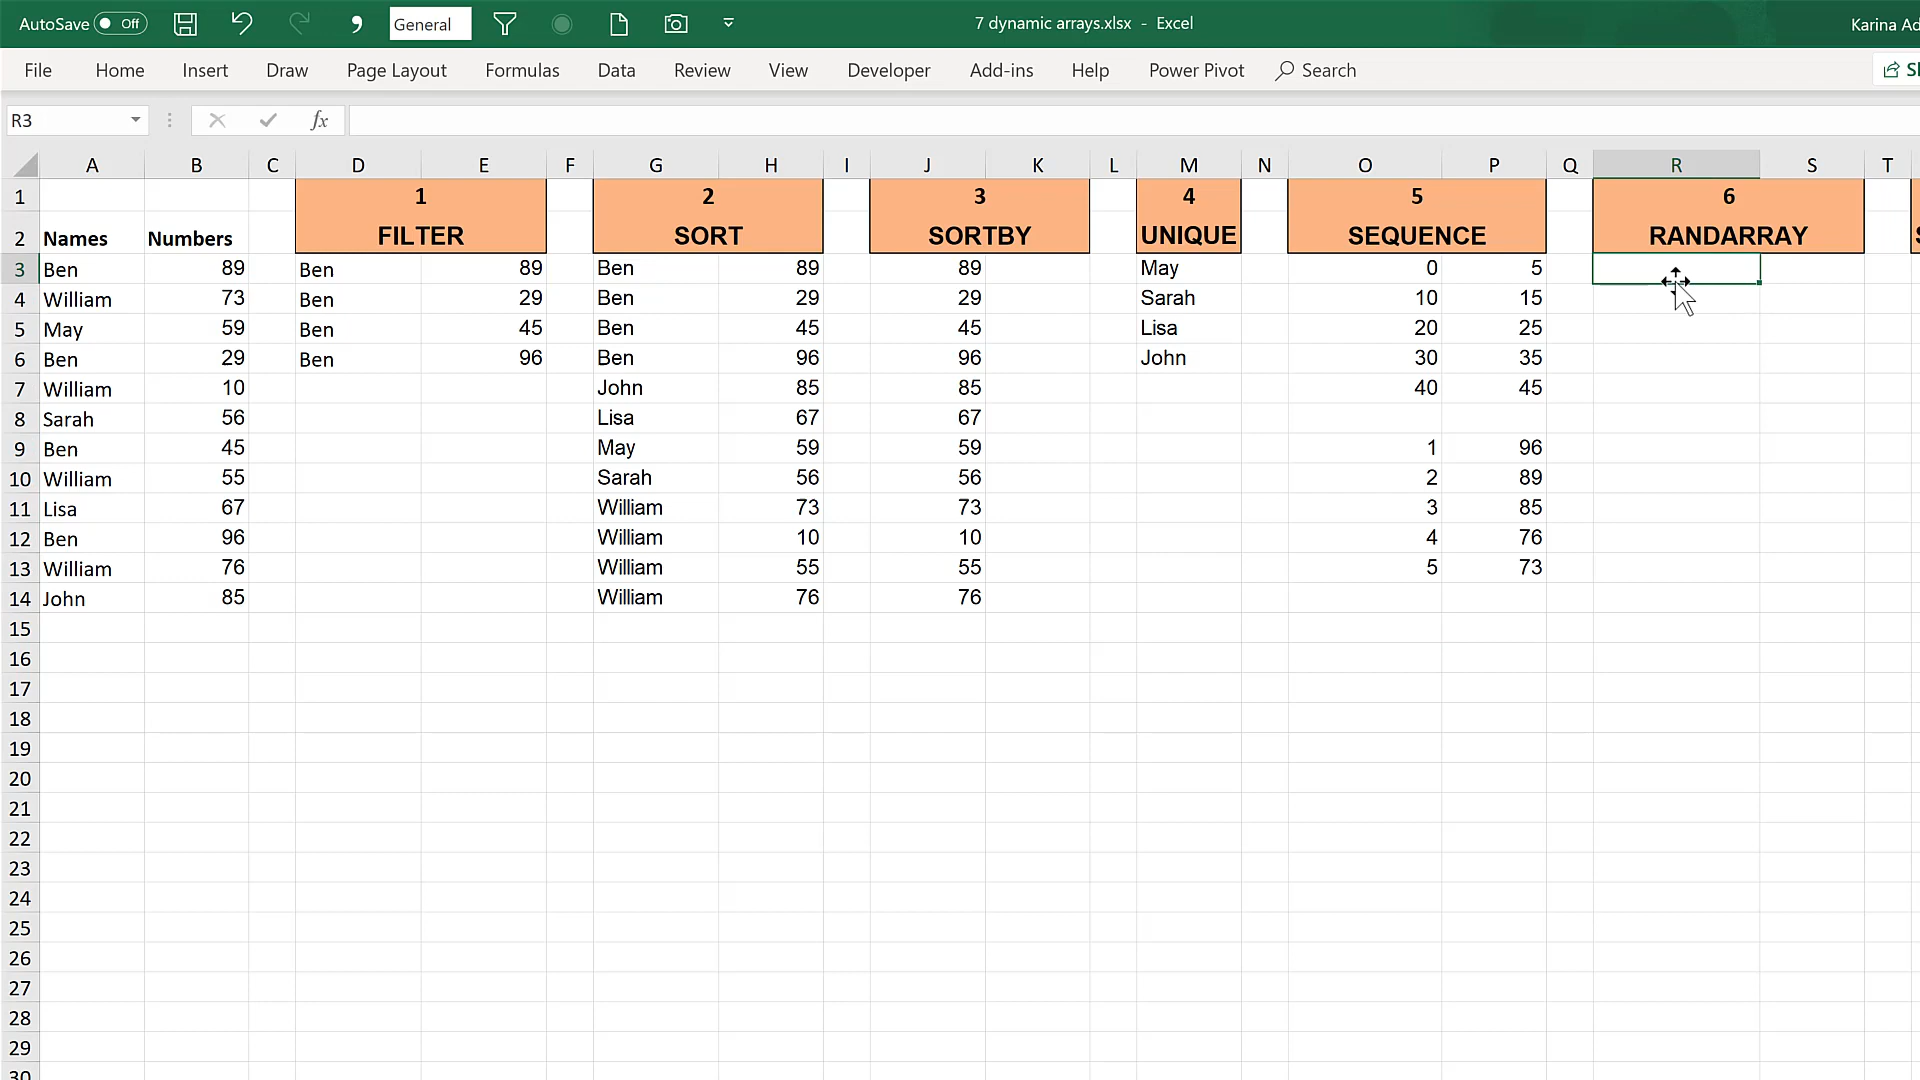 AutoSave Off General 7 dynamic arrays.xlsx - Excel Karina Ad
File Home Insert Draw Page Layout Formulas Data Review View Developer Add-ins Help Power Pivot Search
R3 fx
A B C D E F G H I J K L M N O P Q R S T
1 1 2 3 4 5 6
2 Names Numbers FILTER SORT SORTBY UNIQUE SEQUENCE RANDARRAY
3 Ben 89 Ben 89 Ben 89 89 May 0 5
4 William 73 Ben 29 Ben 29 29 Sarah 10 15
5 May 59 Ben 45 Ben 45 45 Lisa 20 25
6 Ben 29 Ben 96 Ben 96 96 John 30 35
7 William 10 John 85 85 40 45
8 Sarah 56 Lisa 67 67
9 Ben 45 May 59 59 1 96
10 William 55 Sarah 56 56 2 89
11 Lisa 67 William 73 73 3 85
12 Ben 96 William 10 10 4 76
13 William 76 William 55 55 5 73
14 John 85 William 76 76
15
16
17
18
19
20
21
22
23
24
25
26
27
28
29
30